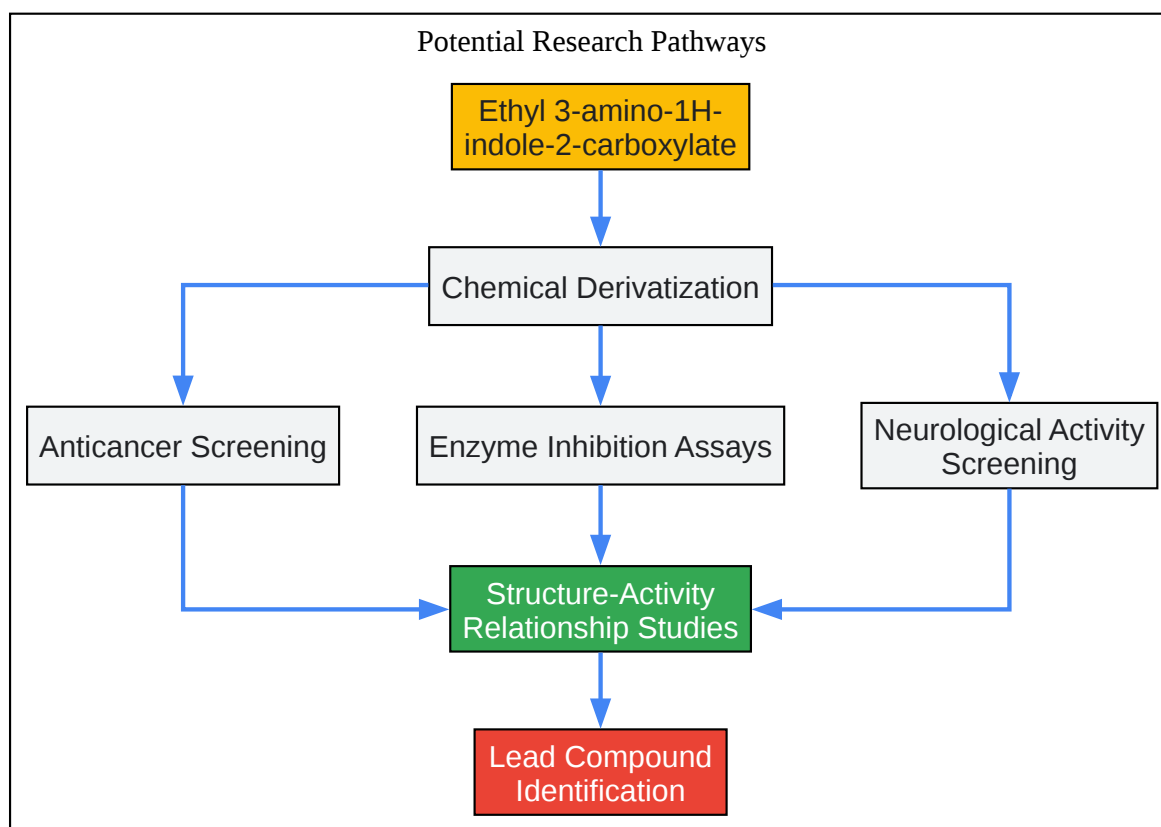 Potential Research Pathways
Ethyl 3-amino-1H-
indole-2-carboxylate
Chemical Derivatization
Anticancer Screening
Enzyme Inhibition Assays
Neurological Activity
Screening
Structure-Activity
Relationship Studies
Lead Compound
Identification